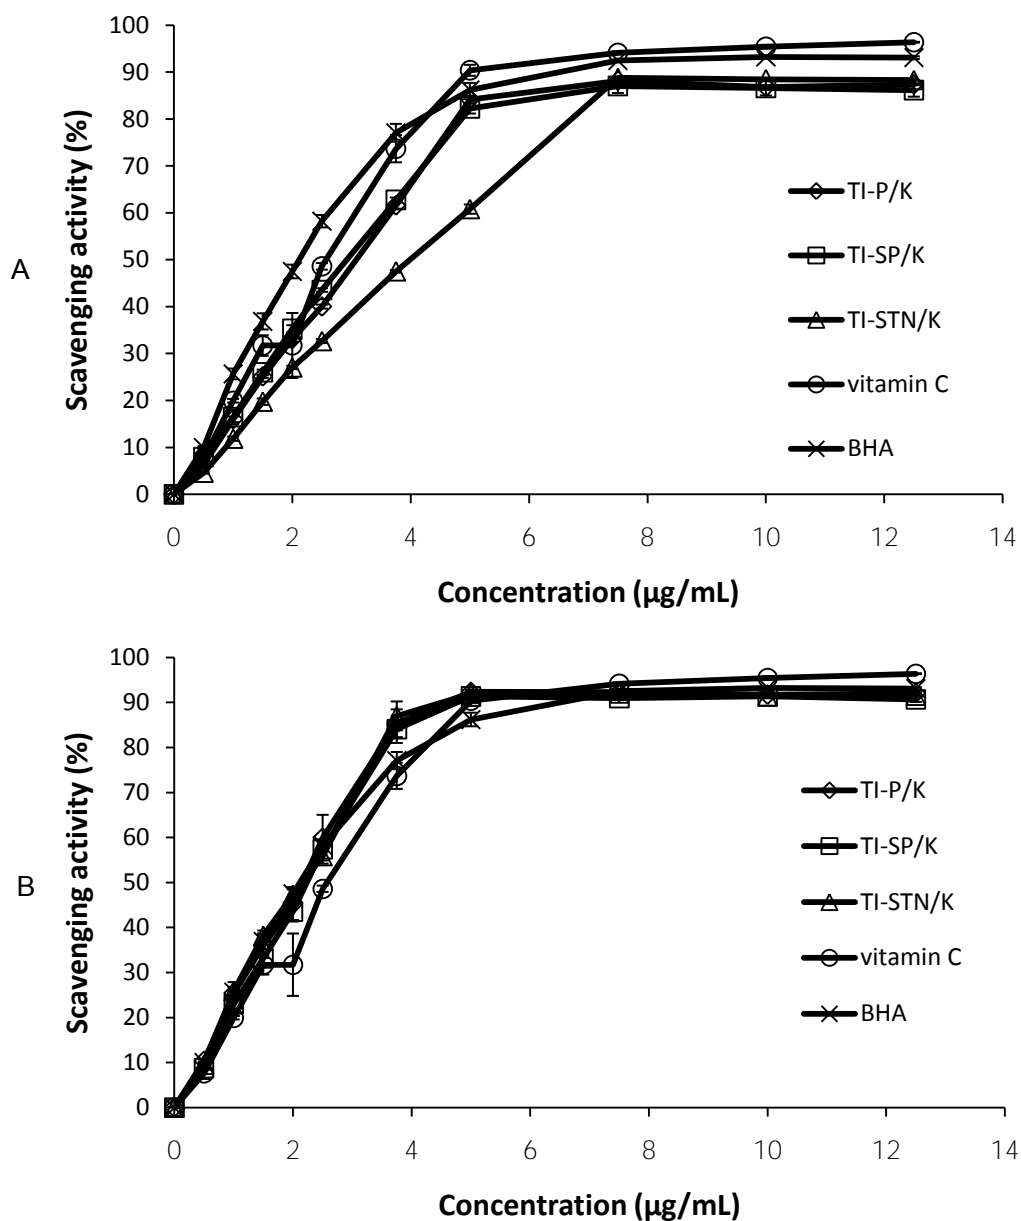 A
Scavenging activity (%)
100
90
80
70
60
50
40
30
20
10
0
0 2 4 6 8 10 12 14
Concentration (µg/mL)
TI-P/K
TI-SP/K
TI-STN/K
vitamin C
BHA
B
Scavenging activity (%)
100
90
80
70
60
50
40
30
20
10
0
0 2 4 6 8 10 12 14
Concentration (µg/mL)
TI-P/K
TI-SP/K
TI-STN/K
vitamin C
BHA